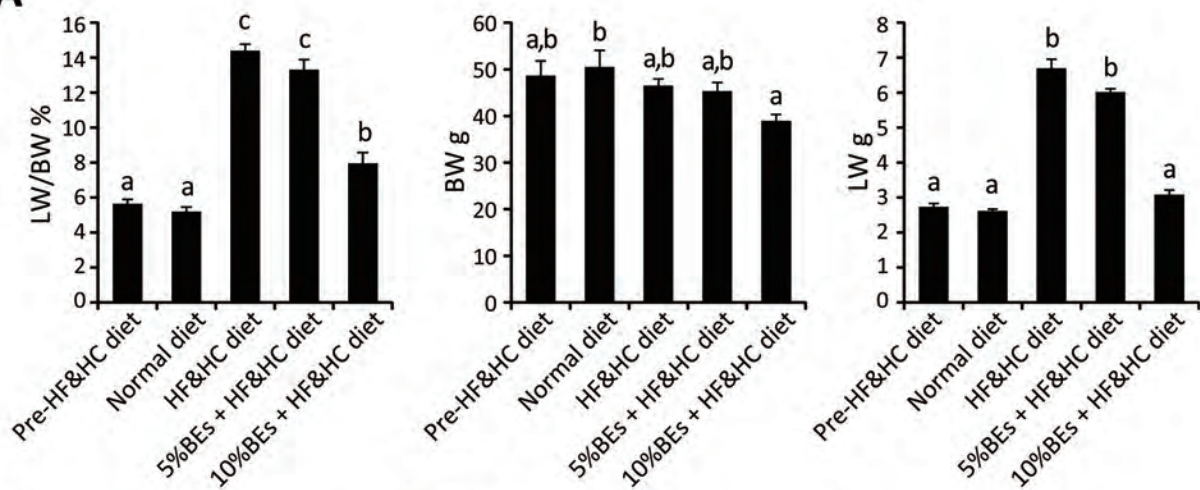 A
16
14
12
10
8
6
4
2
0
LW/BW %
a
a
c
c
b
Pre-HF&HC diet
Normal diet
HF&HC diet
5%BEs + HF&HC diet
10%BEs + HF&HC diet
60
50
40
30
20
10
0
BW g
a,b
b
a,b
a,b
a
Pre-HF&HC diet
Normal diet
HF&HC diet
5%BEs + HF&HC diet
10%BEs + HF&HC diet
8
7
6
5
4
3
2
1
0
LW g
a
a
b
b
a
Pre-HF&HC diet
Normal diet
HF&HC diet
5%BEs + HF&HC diet
10%BEs + HF&HC diet